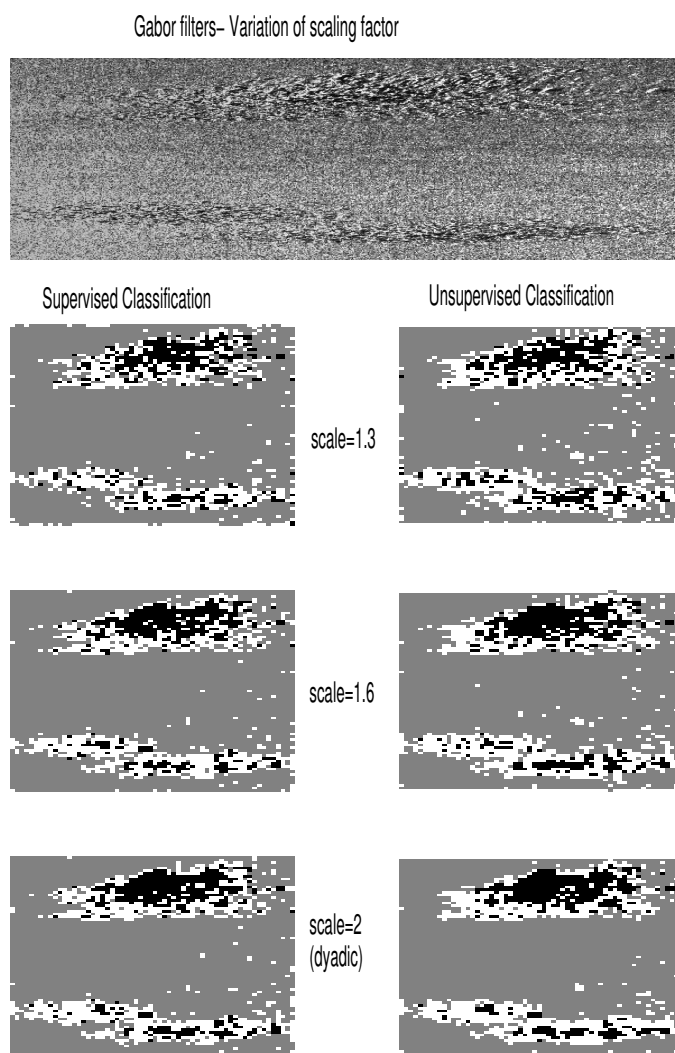 Gabor filters– Variation of scaling factor
Supervised Classification
Unsupervised Classification
scale=1.3
scale=1.6
scale=2
(dyadic)